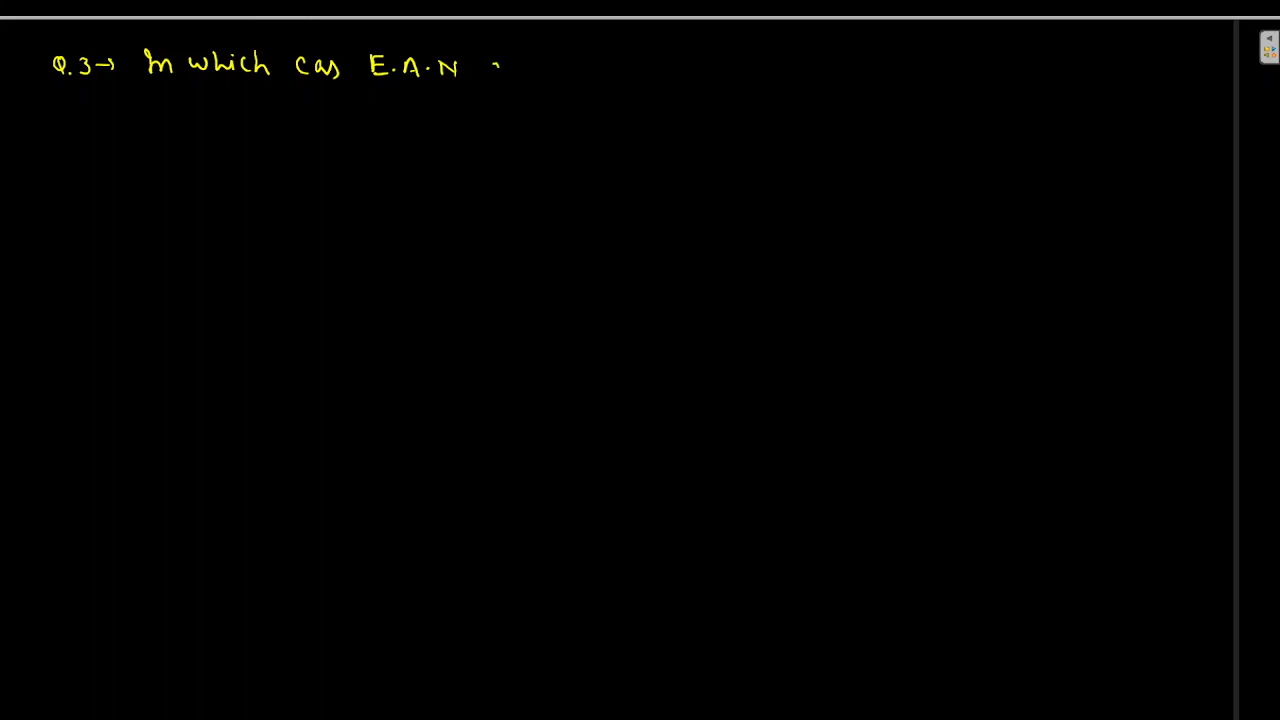 Q.3→ In which cas E.A.N